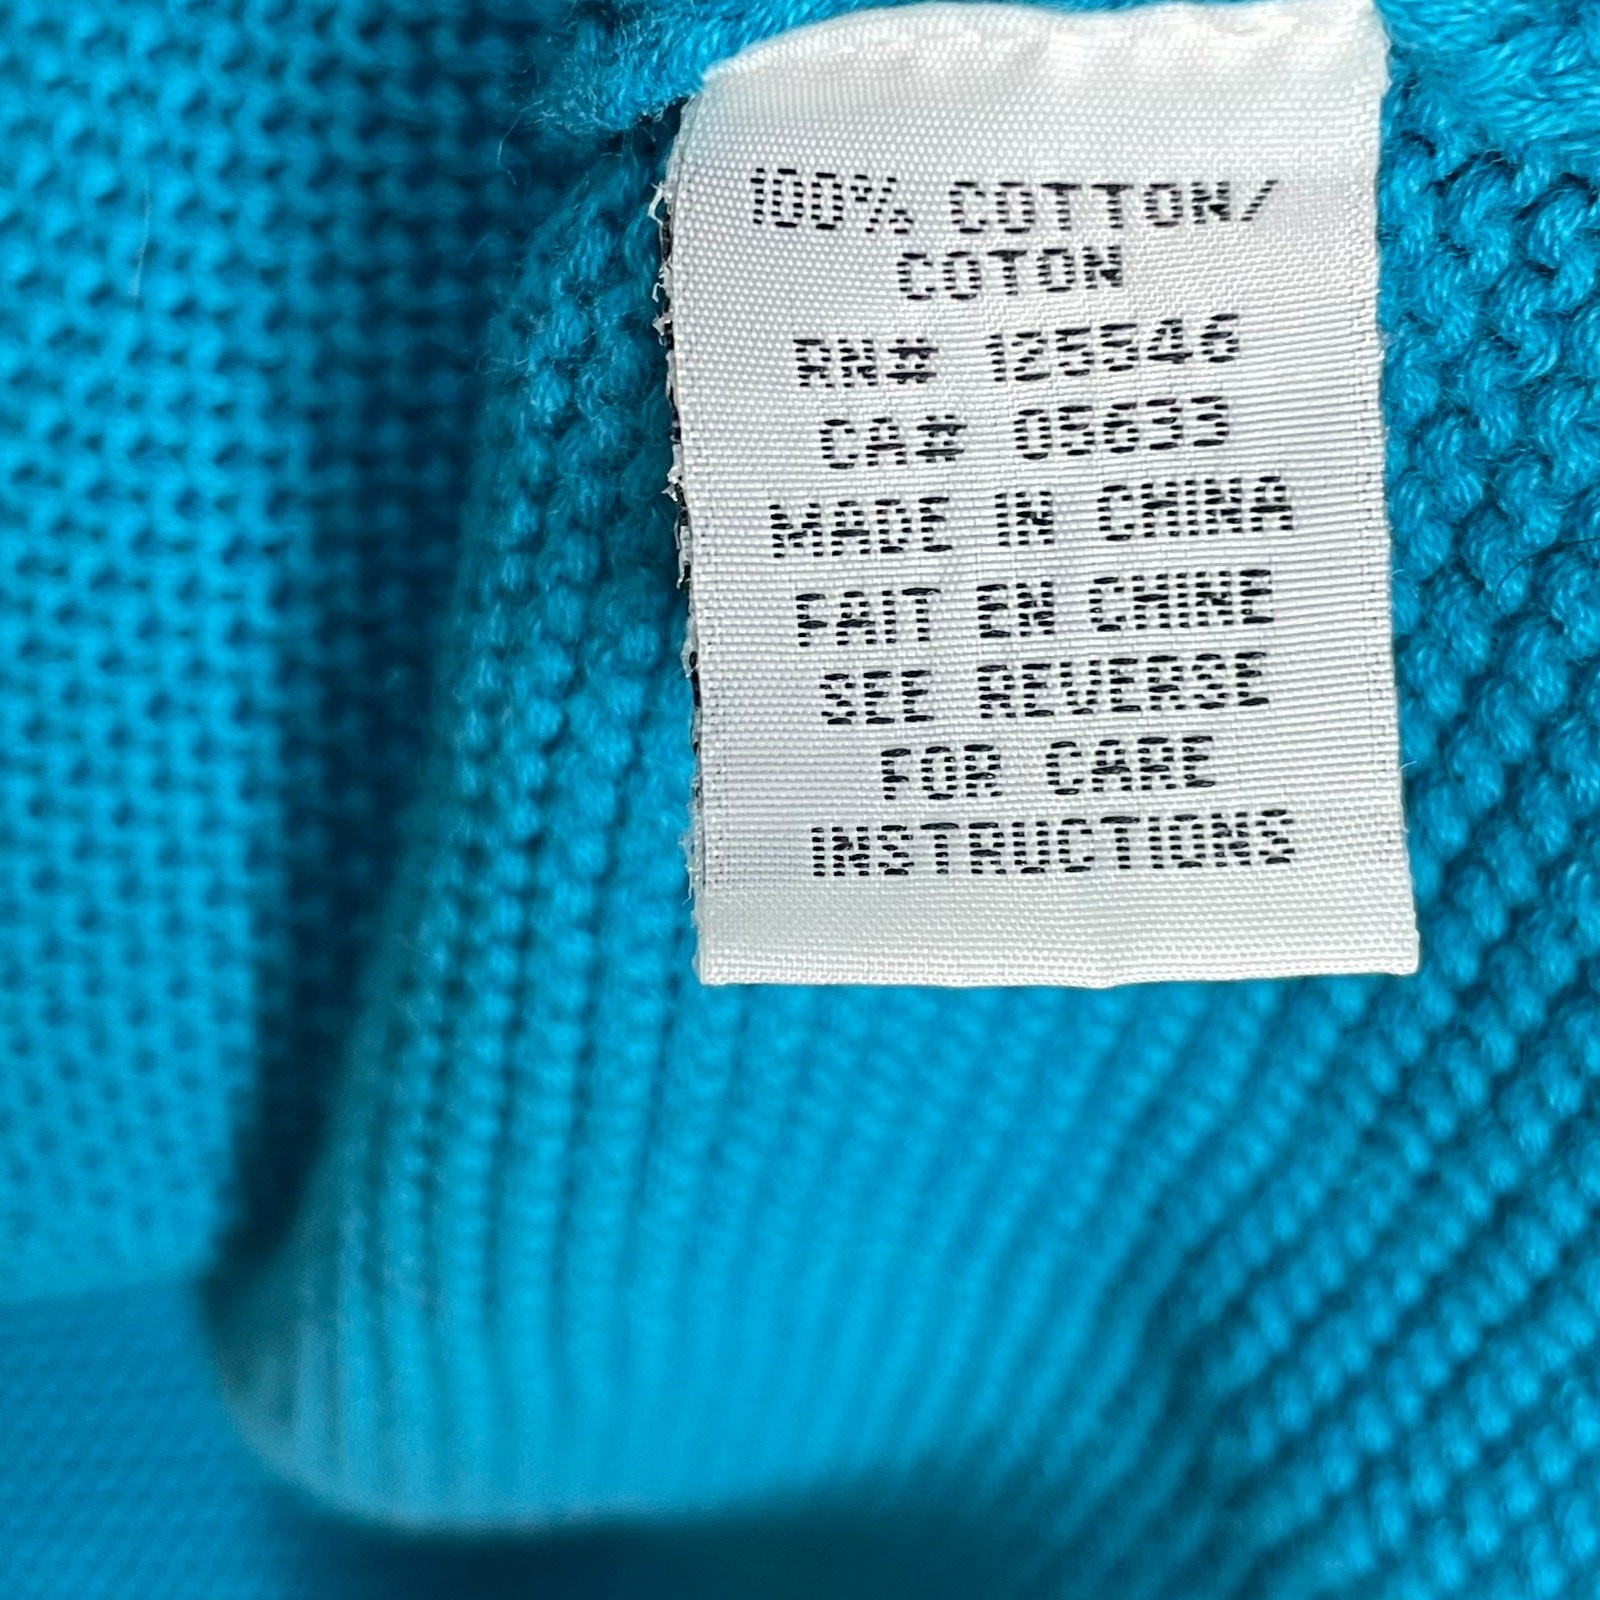 100% COTTON/
COTON
RN# 125546
CA# 05633
MADE IN CHINA
FAIT EN CHINE
SEE REVERSE
FOR CARE
INSTRUCTIONS